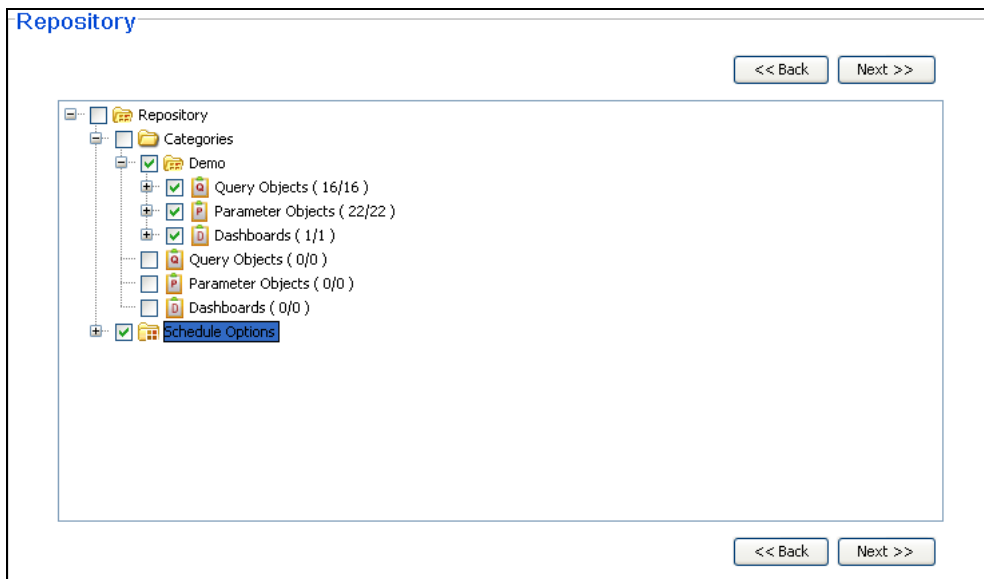 Repository
<< Back Next >>
Repository
Categories
Demo
Q Query Objects ( 16/16 )
P Parameter Objects ( 22/22 )
D Dashboards ( 1/1 )
Q Query Objects ( 0/0 )
P Parameter Objects ( 0/0 )
D Dashboards ( 0/0 )
Schedule Options
<< Back Next >>